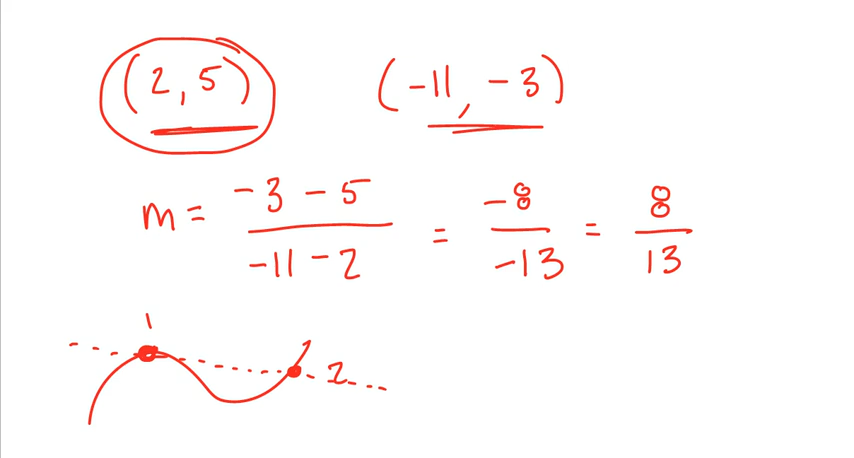 (2, 5) (-11, -3)
m = -3 - 5 / -11 - 2 = -8 / -13 = 8 / 13
1
2